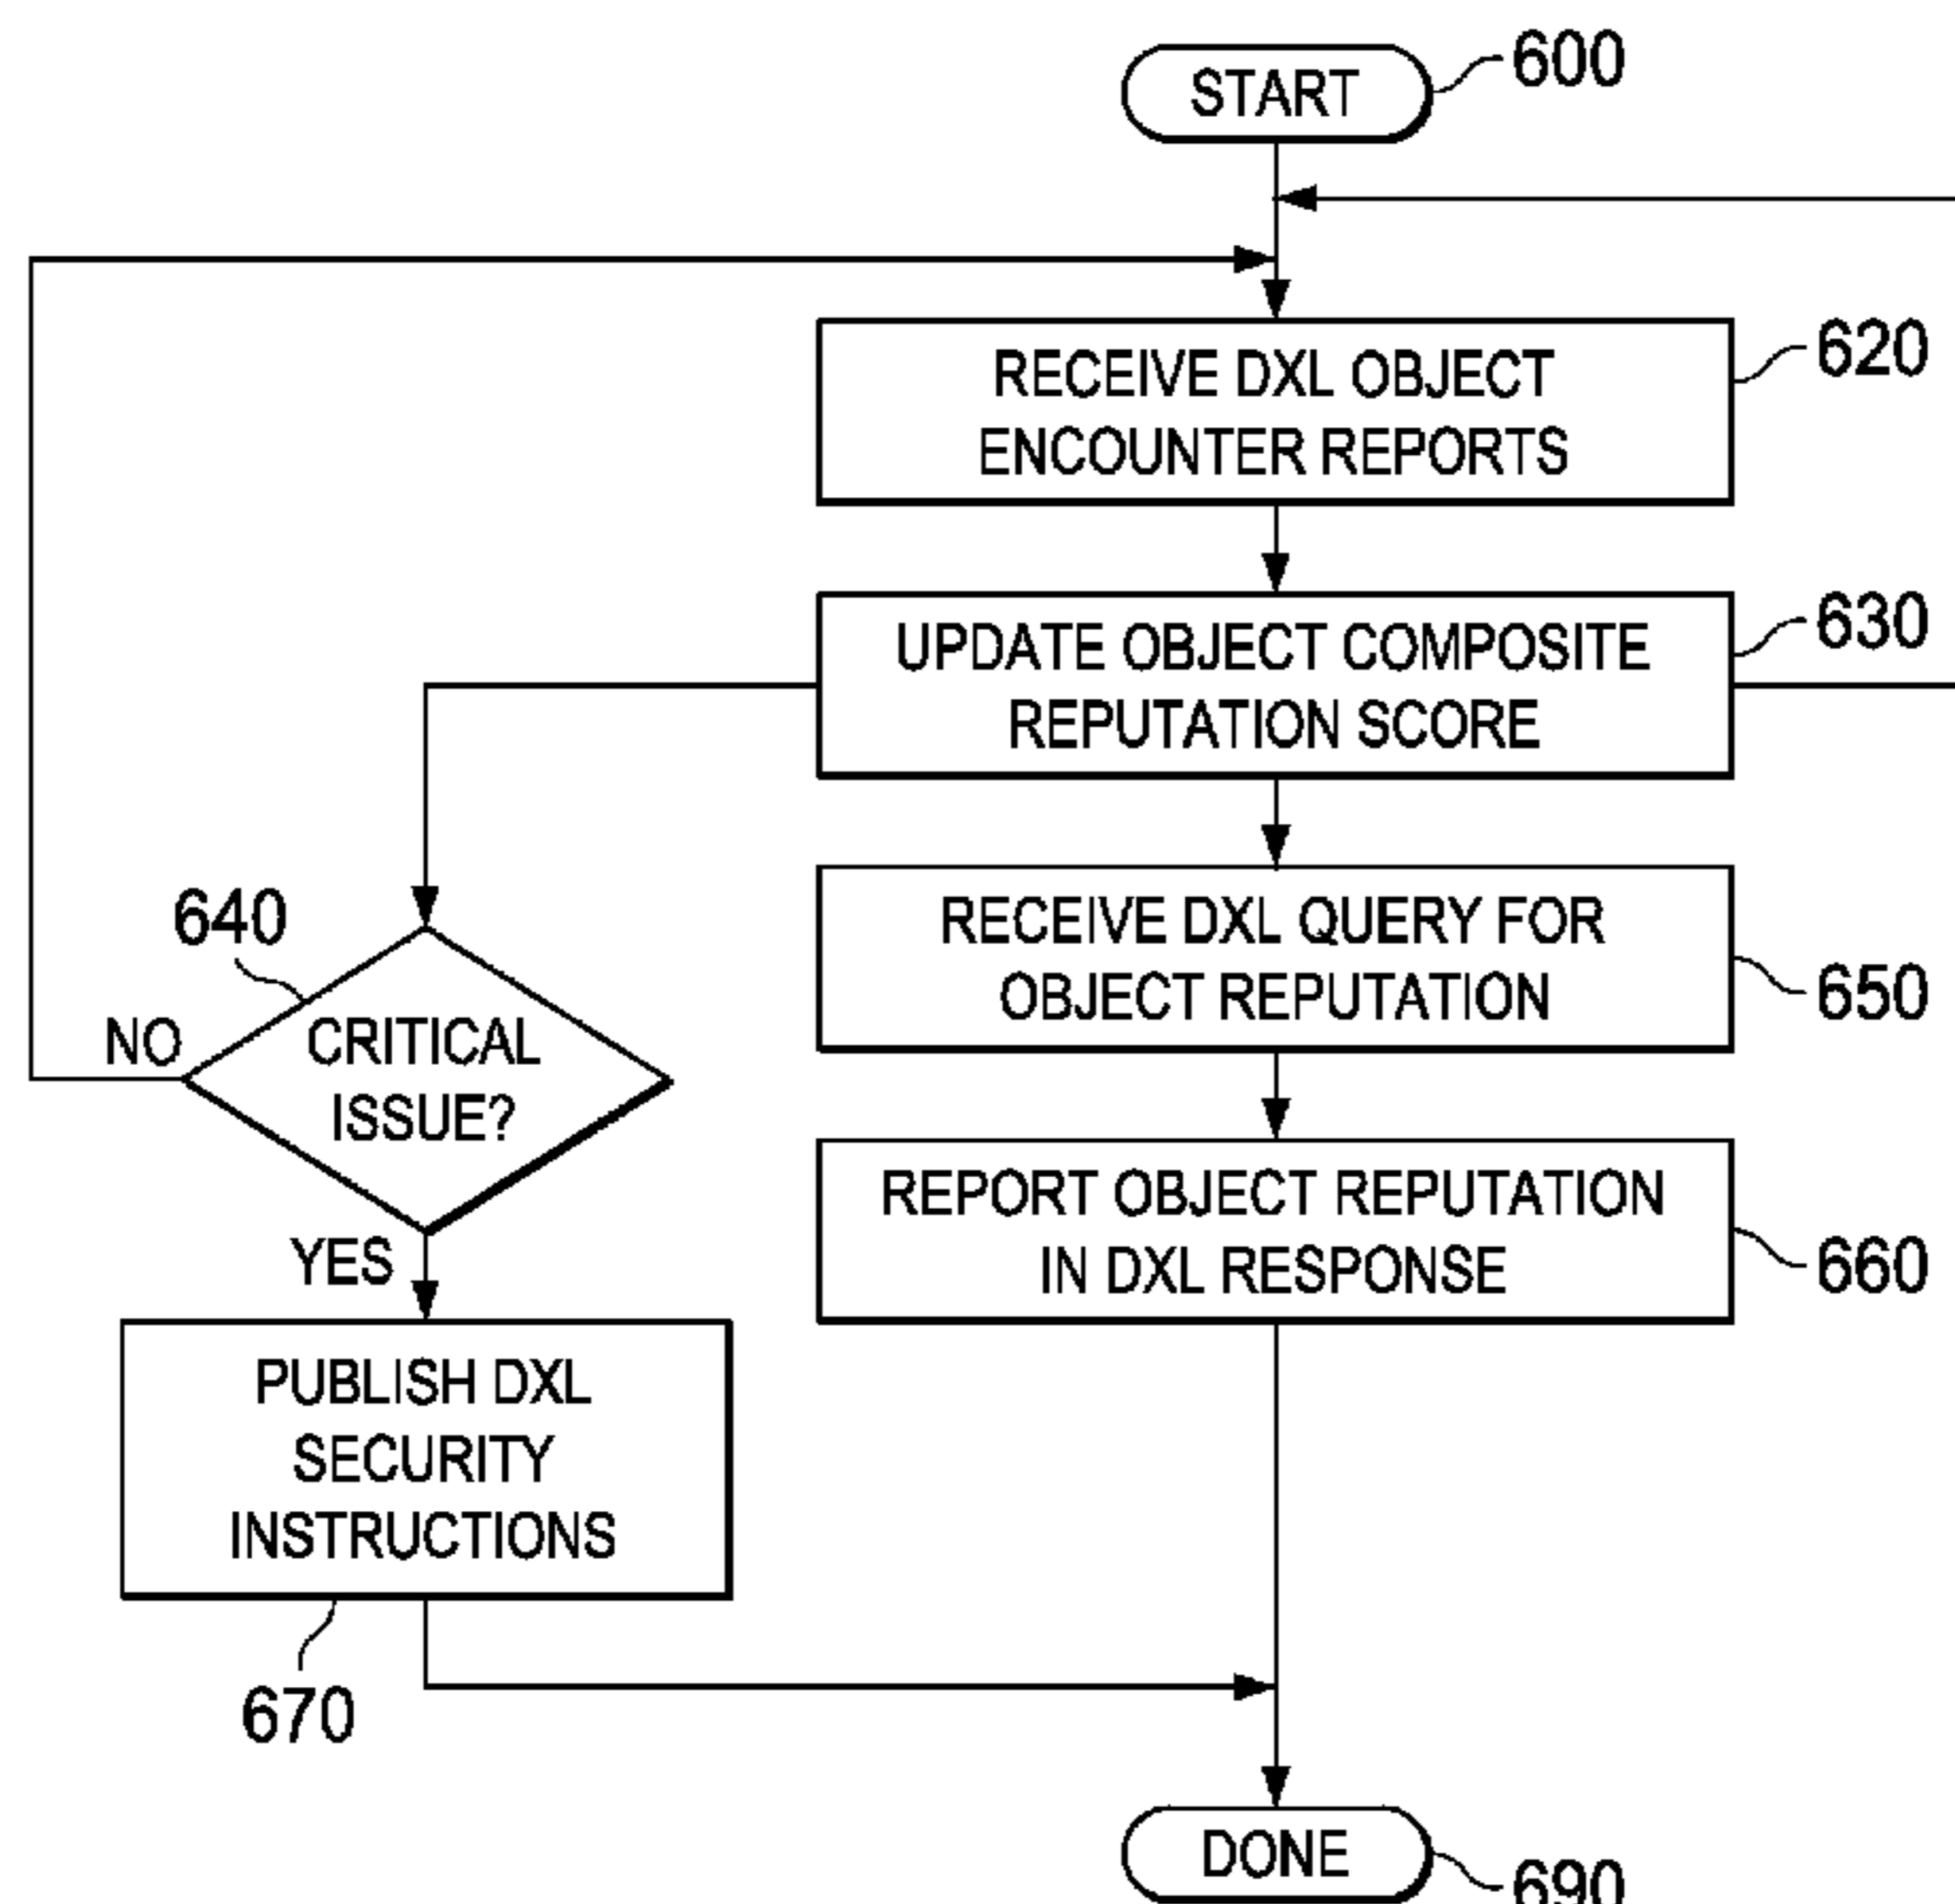 START
600
RECEIVE DXL OBJECT
ENCOUNTER REPORTS
620
UPDATE OBJECT COMPOSITE
REPUTATION SCORE
630
640
NO
CRITICAL
ISSUE?
YES
RECEIVE DXL QUERY FOR
OBJECT REPUTATION
650
REPORT OBJECT REPUTATION
IN DXL RESPONSE
660
PUBLISH DXL
SECURITY
INSTRUCTIONS
670
DONE
690